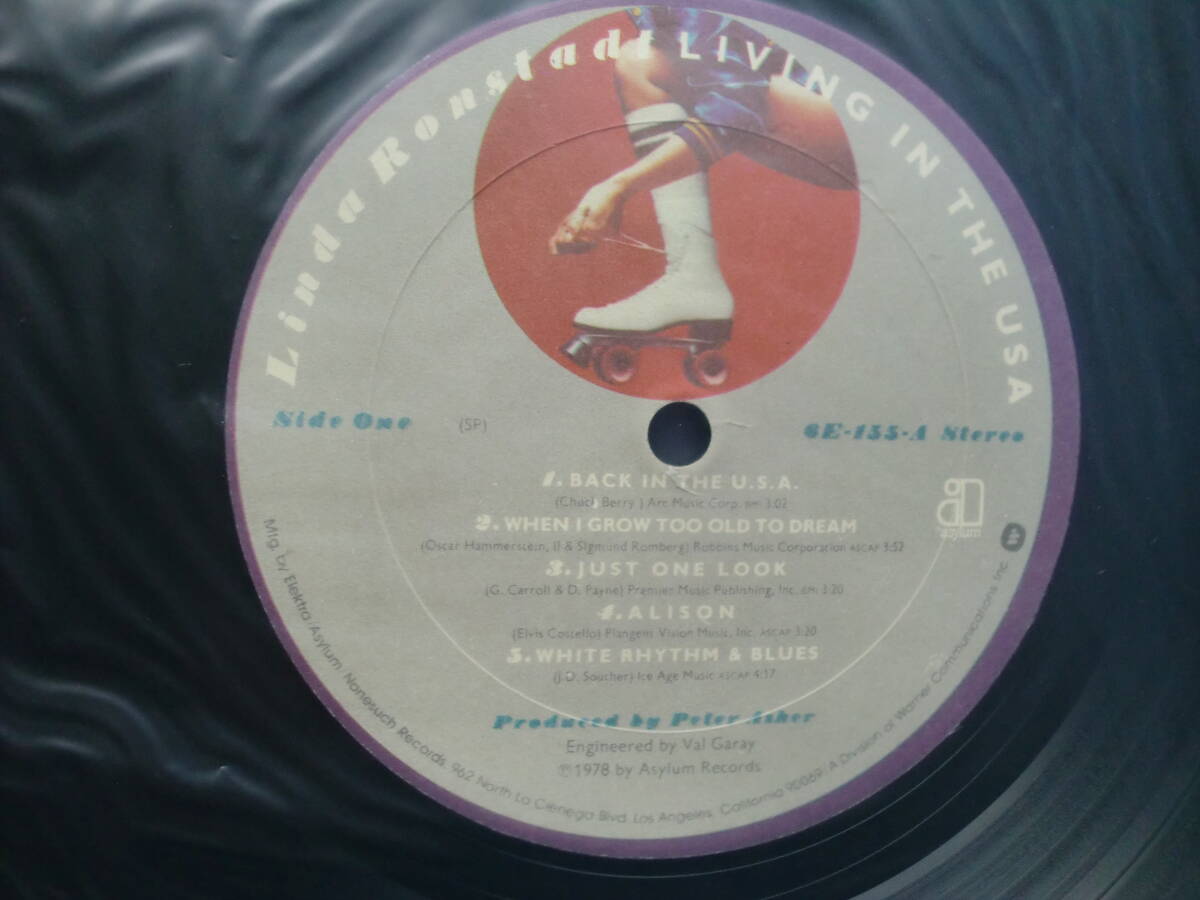 Linda Ronstadt LIVING IN THE USA
Side One
(SP)
6E-155-A Stereo
1. BACK IN THE U.S.A.
(Chuck Berry) Arc Music Corp. BMI 3:02
2. WHEN I GROW TOO OLD TO DREAM
(Oscar Hammerstein, II & Sigmund Romberg) Robbins Music Corporation ASCAP 3:52
3. JUST ONE LOOK
(G. Carroll & D. Payne) Premier Music Publishing, Inc. BMI 3:20
4. ALISON
(Elvis Costello) Plangent Vision Music, Inc. ASCAP 3:20
5. WHITE RHYTHM & BLUES
(J.D. Souther) Ice Age Music ASCAP 4:17
asylum
Produced by Peter Asher
Engineered by Val Garay
℗1978 by Asylum Records
Mfg. by Elektra/Asylum/Nonesuch Records, 962 North La Cienega Blvd. Los Angeles, California 90069. A Division of Warner Communications Inc.